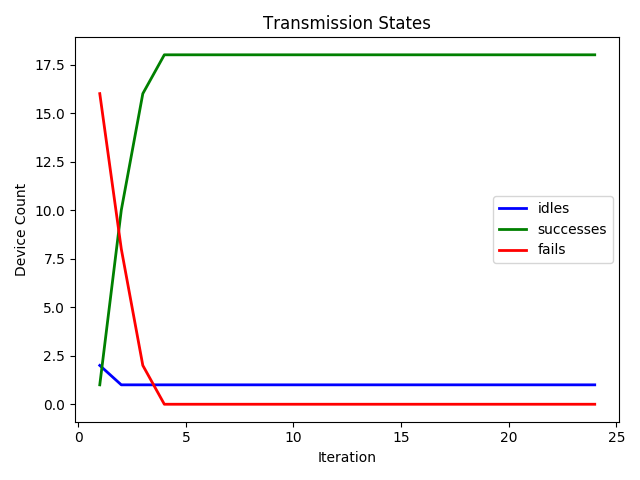 Transmission States
Device Count
17.5
15.0
12.5
10.0
7.5
5.0
2.5
0.0
idles
successes
fails
0 5 10 15 20 25
Iteration